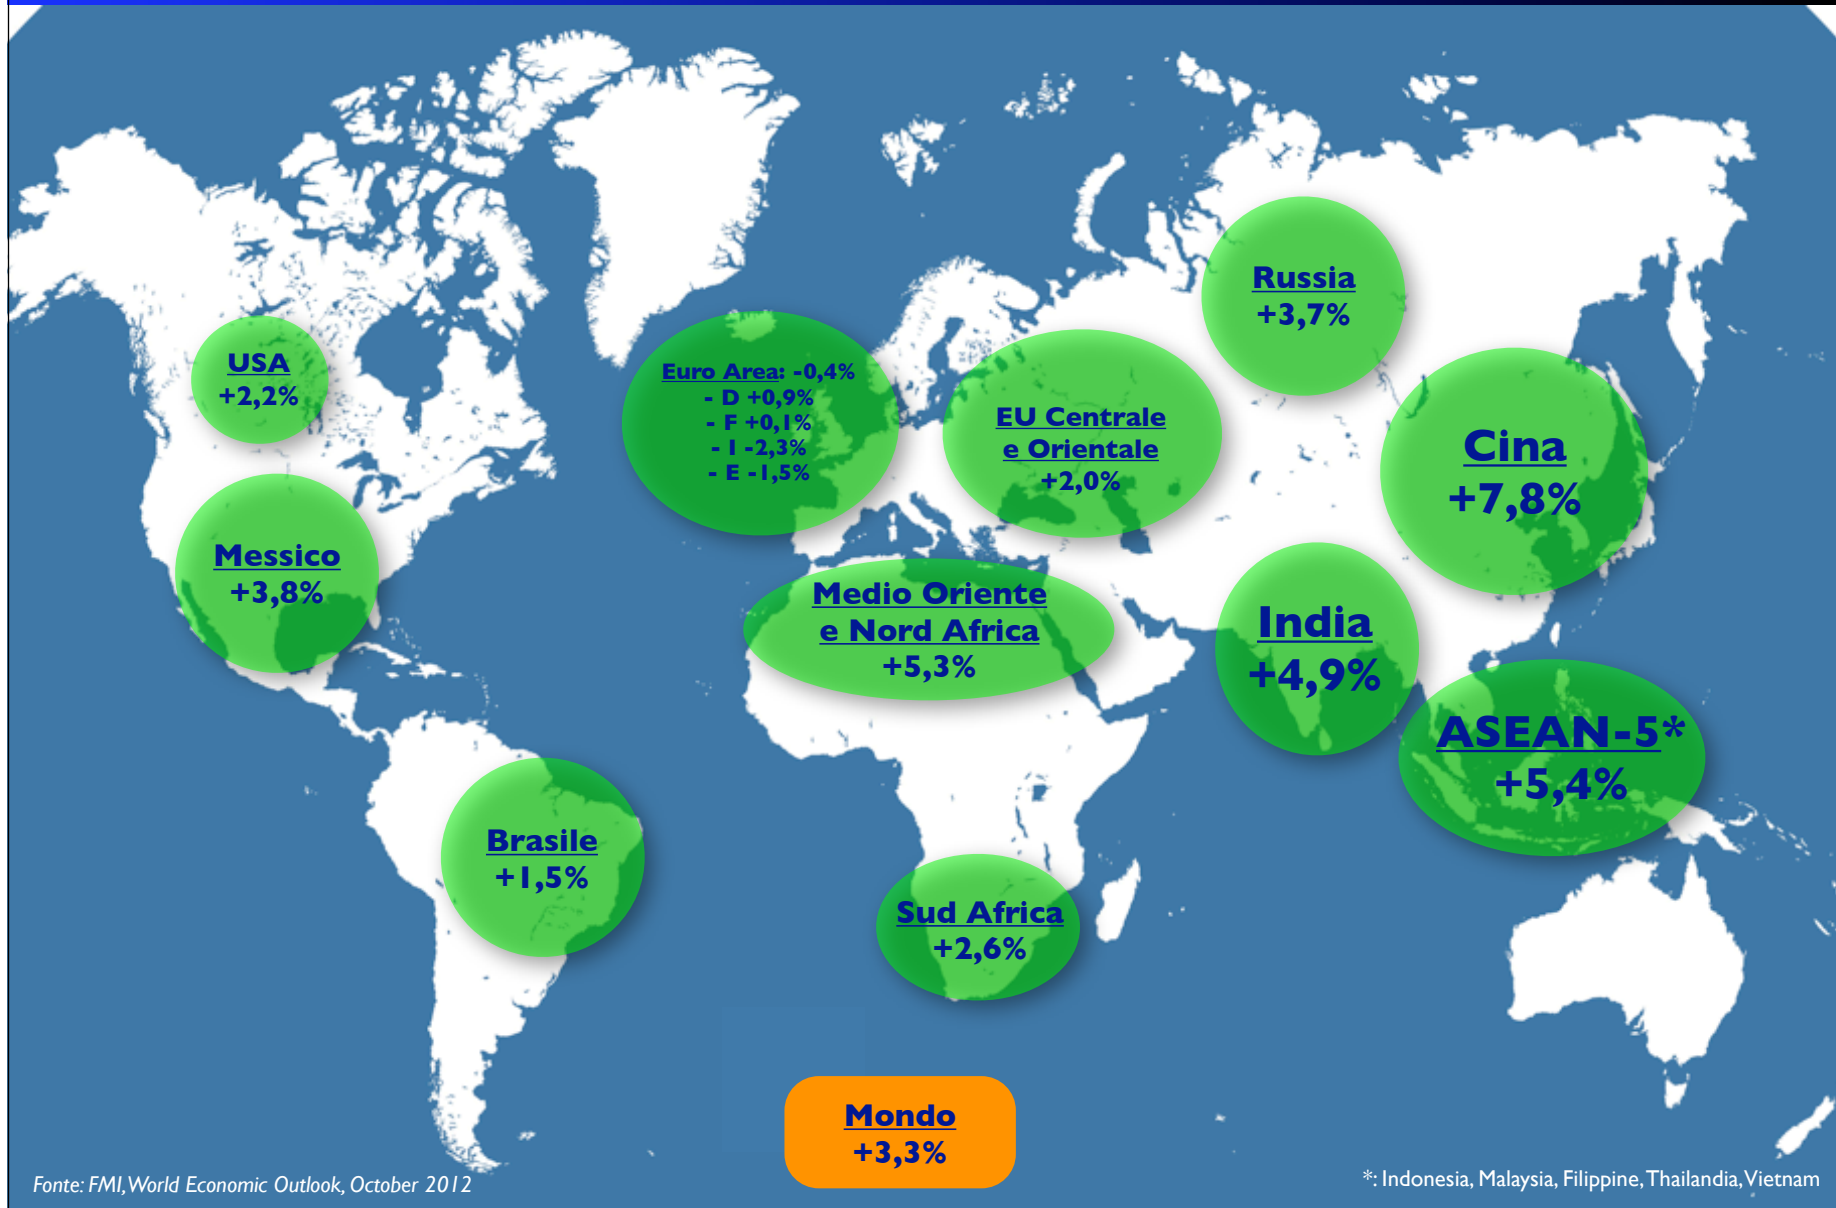 Russia
+3,7%
USA
+2,2%
Euro Area: -0,4%
- D +0,9%
- F +0,1%
- I -2,3%
- E -1,5%
EU Centrale
e Orientale
+2,0%
Cina
+7,8%
Messico
+3,8%
Medio Oriente
e Nord Africa
+5,3%
India
+4,9%
ASEAN-5*
+5,4%
Brasile
+1,5%
Sud Africa
+2,6%
Mondo
+3,3%
Fonte: FMI, World Economic Outlook, October 2012
*: Indonesia, Malaysia, Filippine, Thailandia, Vietnam